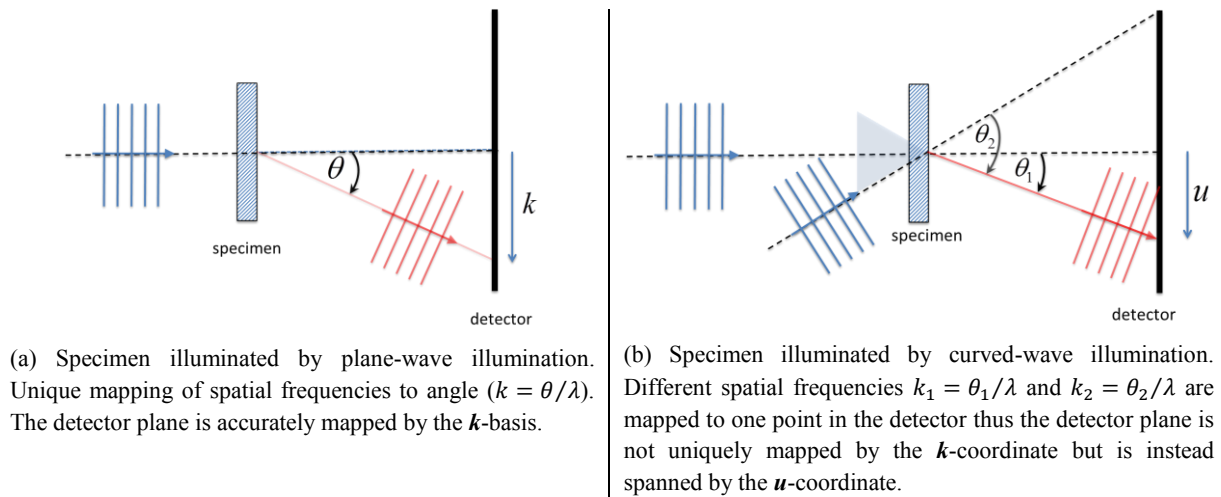 θ
k
specimen
detector
(a) Specimen illuminated by plane-wave illumination.
Unique mapping of spatial frequencies to angle (k = θ/λ).
The detector plane is accurately mapped by the k-basis.
θ₂
θ₁
u
specimen
detector
(b) Specimen illuminated by curved-wave illumination.
Different spatial frequencies k₁ = θ₁/λ and k₂ = θ₂/λ are
mapped to one point in the detector thus the detector plane is
not uniquely mapped by the k-coordinate but is instead
spanned by the u-coordinate.